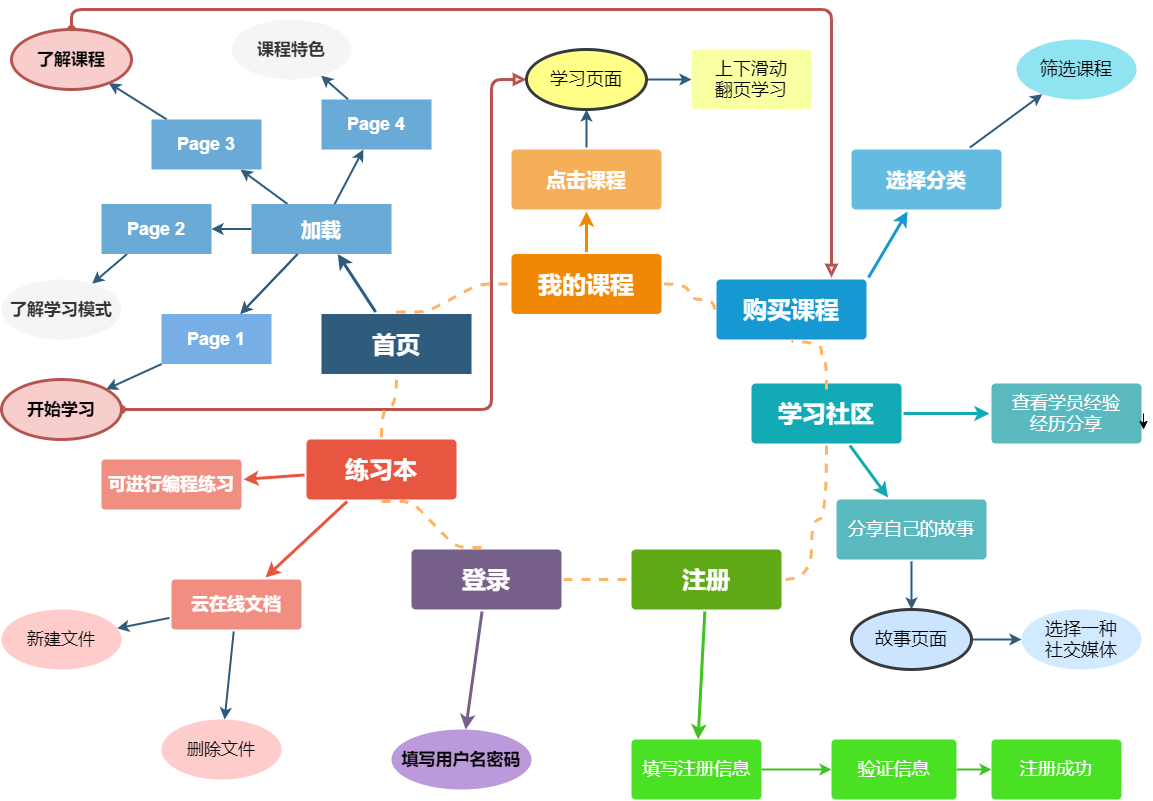 了解课程
课程特色
学习页面
上下滑动
翻页学习
筛选课程
Page 3
Page 4
点击课程
选择分类
Page 2
加载
我的课程
购买课程
了解学习模式
Page 1
首页
开始学习
学习社区
查看学员经验
经历分享
可进行编程练习
练习本
分享自己的故事
登录
注册
云在线文档
新建文件
故事页面
选择一种
社交媒体
删除文件
填写用户名密码
填写注册信息
验证信息
注册成功